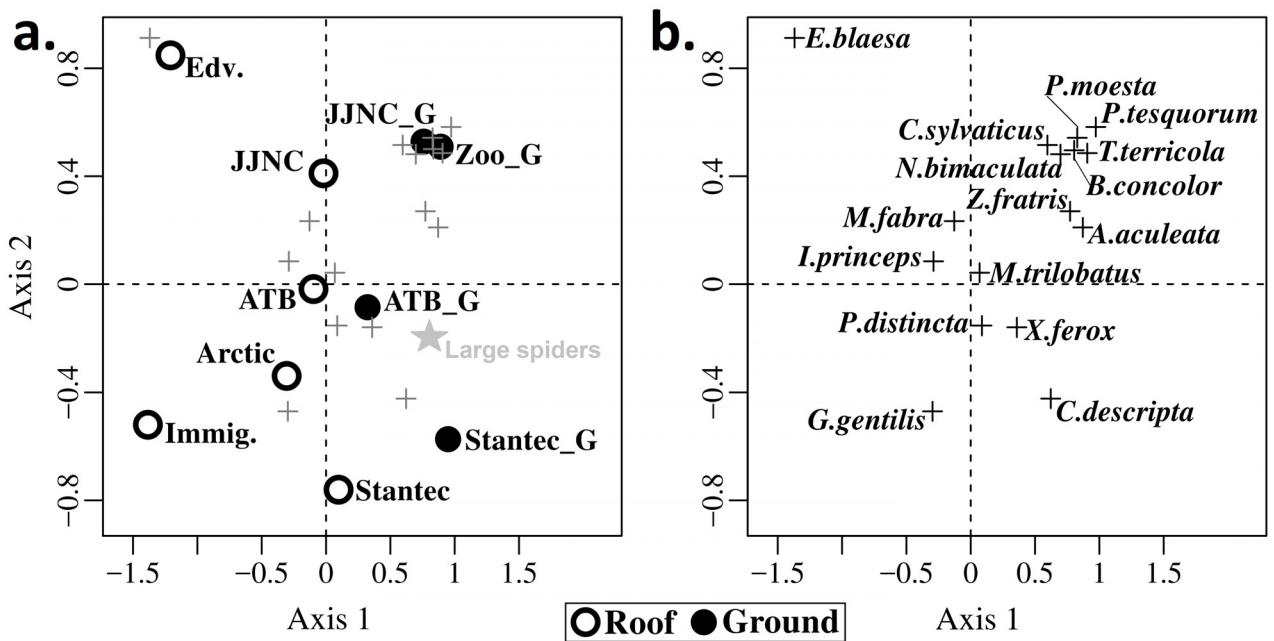 a.
Edv.
JJNC_G
Zoo_G
JJNC
ATB
ATB_G
Large spiders
Arctic
Immig.
Stantec_G
Stantec
Axis 2
0.8
0.4
0
−0.4
−0.8
−1.5
−0.5
0
0.5
1
1.5
Axis 1
b.
E.blaesa
P.moesta
P.tesquorum
C.sylvaticus
T.terricola
N.bimaculata
B.concolor
Z.fratris
M.fabra
A.aculeata
I.princeps
M.trilobatus
P.distincta
X.ferox
C.descripta
G.gentilis
0.8
0.4
0
−0.4
−0.8
−1.5
−0.5
0
0.5
1
1.5
Axis 1
Roof Ground